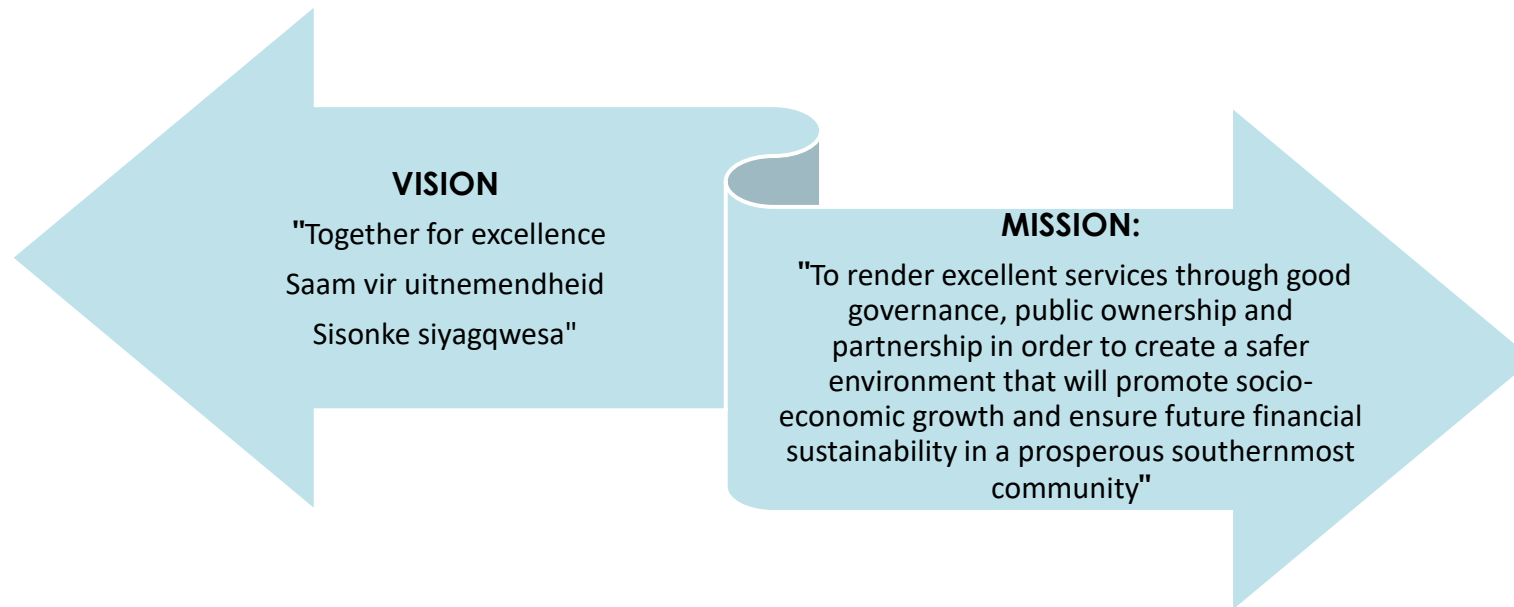 VISION
"Together for excellence
Saam vir uitnemendheid
Sisonke siyagqwesa"
MISSION:
"To render excellent services through good
governance, public ownership and
partnership in order to create a safer
environment that will promote socio-
economic growth and ensure future financial
sustainability in a prosperous southernmost
community"